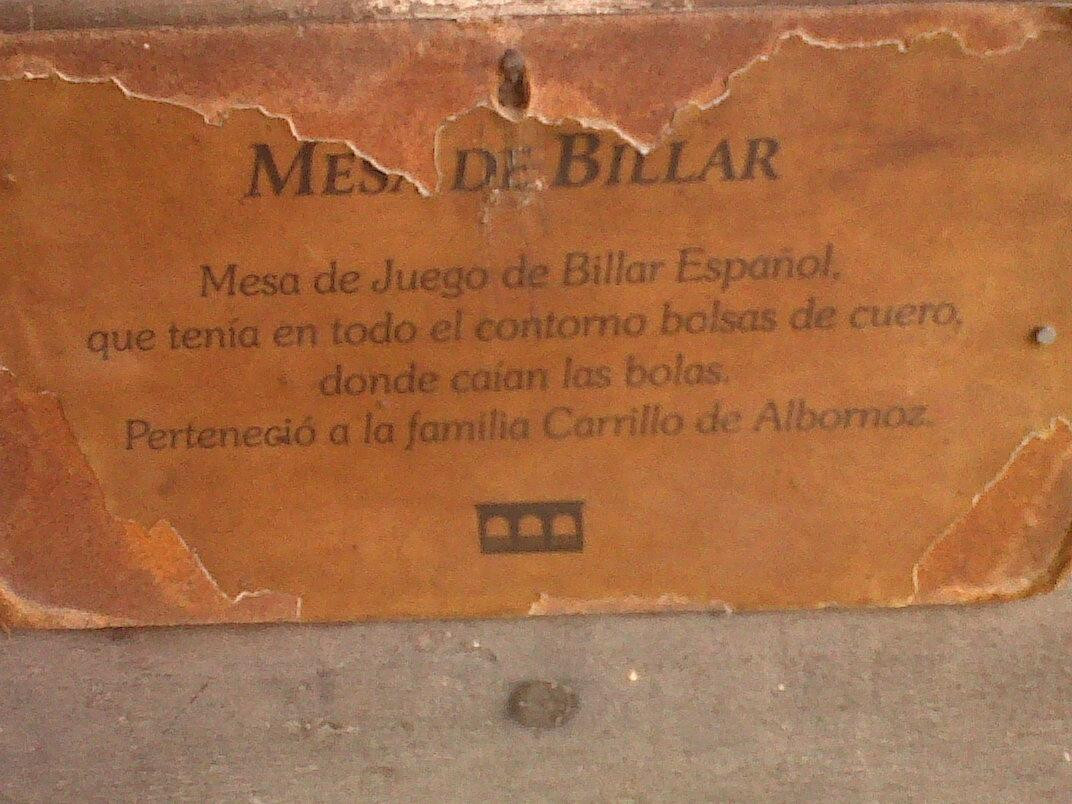 MESA DE BILLAR
Mesa de Juego de Billar Español,
que tenía en todo el contorno bolsas de cuero,
donde caían las bolas.
Perteneció a la familia Carrillo de Albornoz.